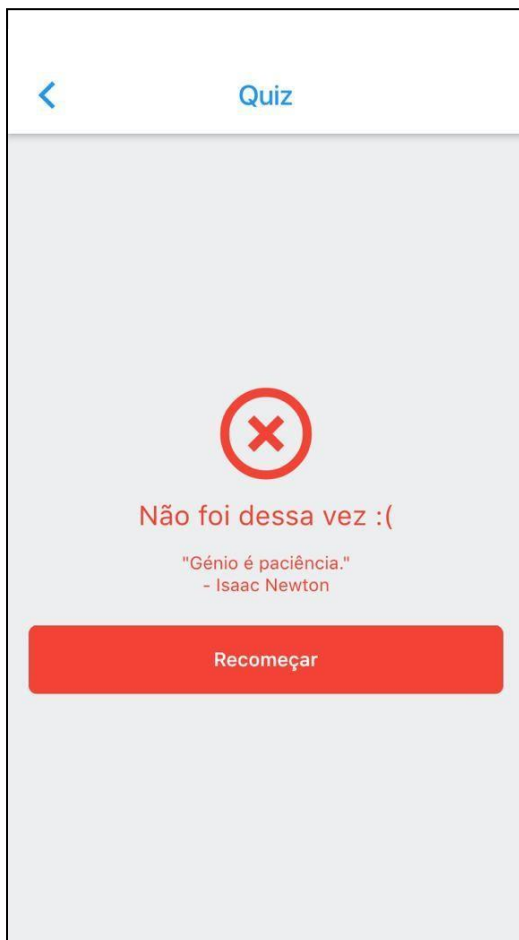 Quiz
Não foi dessa vez :(
"Génio é paciência."
- Isaac Newton
Recomeçar